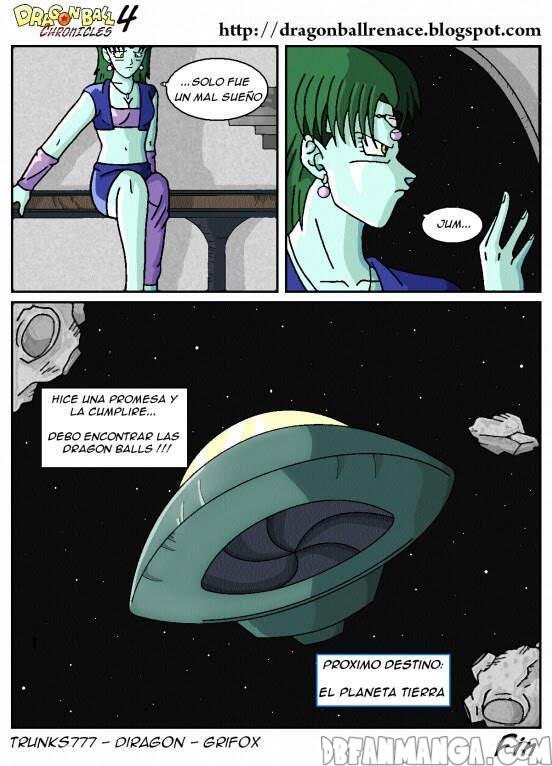 DRAGON BALL 4
CHRONICLES
http://dragonballrenace.blogspot.com
...SOLO FUE
UN MAL SUEÑO
JUM...
HICE UNA PROMESA Y
LA CUMPLIRE...
DEBO ENCONTRAR LAS
DRAGON BALLS !!!
PROXIMO DESTINO:
EL PLANETA TIERRA
TRUNKS777 - DIRAGON - GRIFOX
Fin
DBFANMANGA.COM